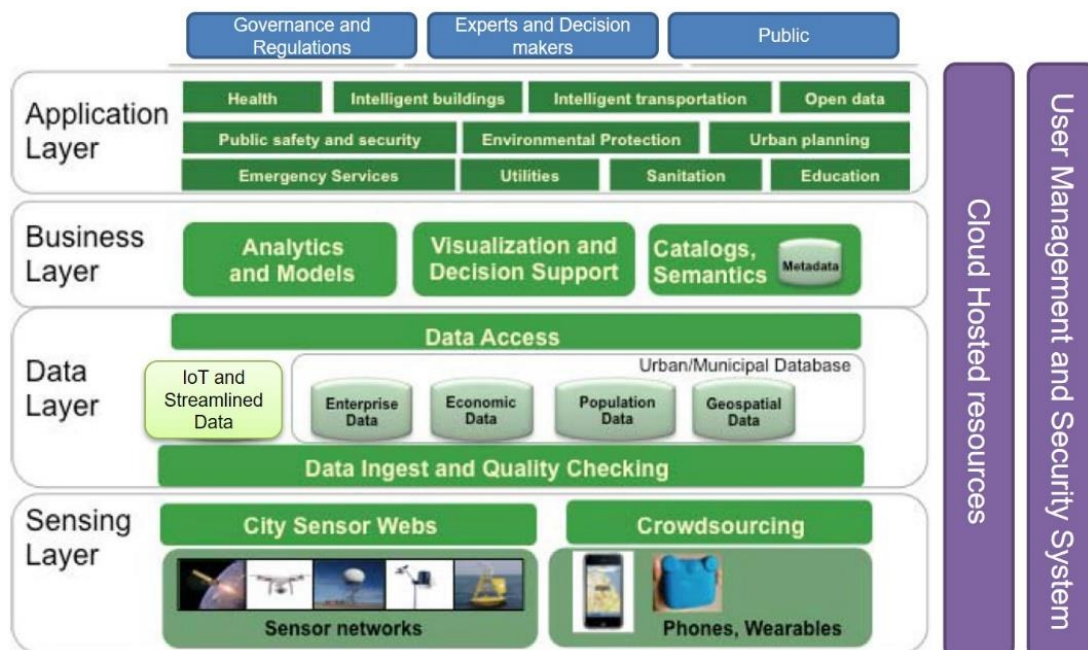 Governance and
Regulations
Experts and Decision
makers
Public
Application
Layer
Health
Intelligent buildings
Intelligent transportation
Open data
Public safety and security
Environmental Protection
Urban planning
Emergency Services
Utilities
Sanitation
Education
Business
Layer
Analytics
and Models
Visualization and
Decision Support
Catalogs,
Semantics
Metadata
Data
Layer
Data Access
IoT and
Streamlined
Data
Urban/Municipal Database
Enterprise
Data
Economic
Data
Population
Data
Geospatial
Data
Data Ingest and Quality Checking
Sensing
Layer
City Sensor Webs
Sensor networks
Crowdsourcing
Phones, Wearables
Cloud Hosted resources
User Management and Security System